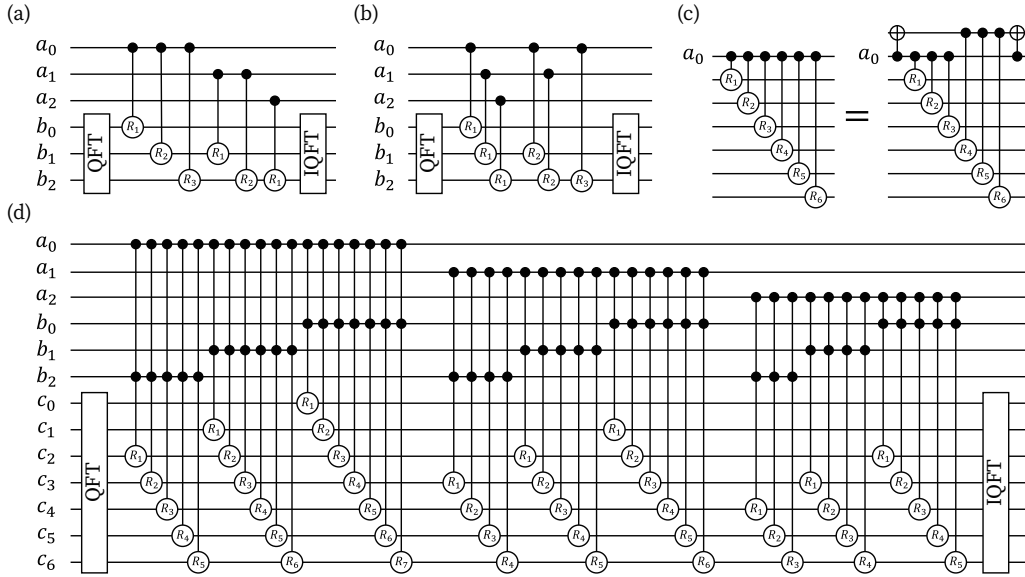 (a)
a₀
a₁
a₂
b₀ R₁
b₁ R₂ R₁
b₂ R₃ R₂ R₁
QFT
IQFT
(b)
a₀
a₁
a₂
b₀ R₁
b₁ R₁ R₂
b₂ R₁ R₂ R₃
QFT
IQFT
(c)
a₀
R₁
R₂
R₃
R₄
R₅
R₆
=
a₀
R₁
R₂
R₃
R₄
R₅
R₆
(d)
a₀
a₁
a₂
b₀
b₁
b₂
c₀ R₁
c₁ R₁ R₂ R₁
c₂ R₁ R₂ R₃ R₁ R₂ R₁
c₃ R₂ R₃ R₄ R₁ R₂ R₃ R₁ R₂
c₄ R₃ R₄ R₅ R₂ R₃ R₄ R₁ R₂ R₃
c₅ R₄ R₅ R₆ R₃ R₄ R₅ R₂ R₃ R₄
c₆ R₅ R₆ R₇ R₄ R₅ R₆ R₃ R₄ R₅
QFT
IQFT